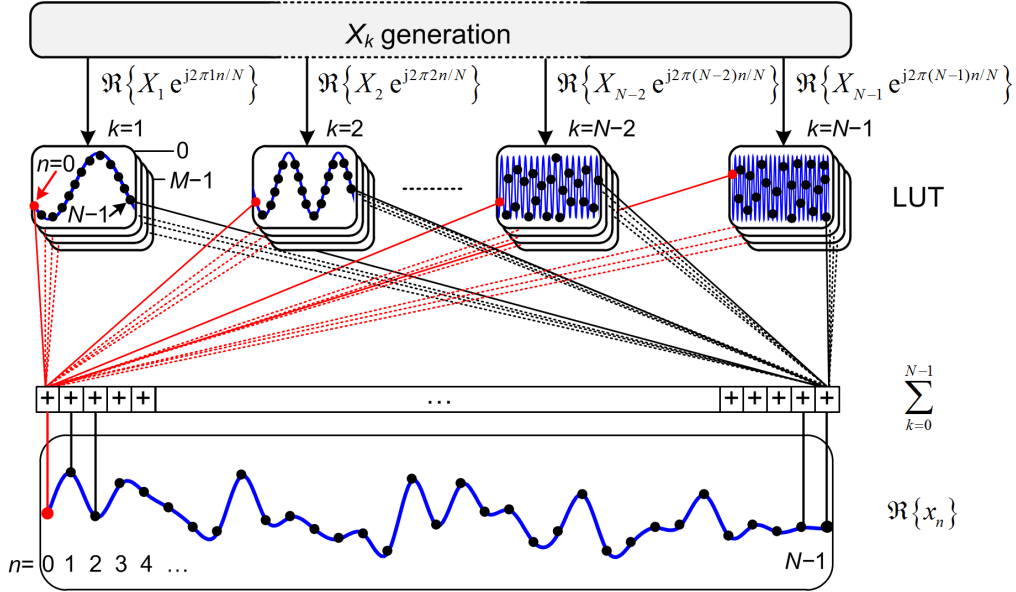 X_k generation
ℜ{X_1 e^{j2π1n/N}} ℜ{X_2 e^{j2π2n/N}} ℜ{X_{N−2} e^{j2π(N−2)n/N}} ℜ{X_{N−1} e^{j2π(N−1)n/N}}
k=1 k=2 k=N−2 k=N−1
n=0 0
M−1
N−1
LUT
+ + + + + ... + + + + +
∑_{k=0}^{N−1}
ℜ{x_n}
n= 0 1 2 3 4 ... N−1